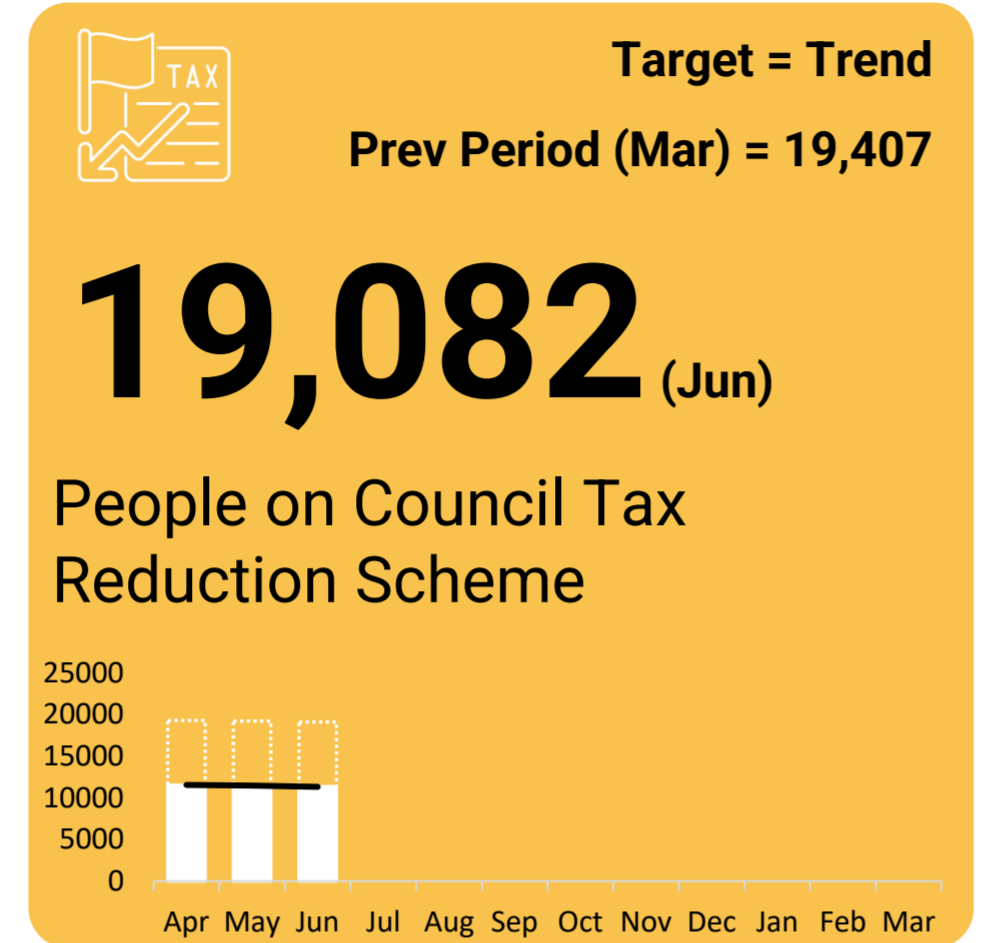 TAX
Target = Trend
Prev Period (Mar) = 19,407
19,082 (Jun)
People on Council Tax
Reduction Scheme
25000
20000
15000
10000
5000
0
Apr May Jun Jul Aug Sep Oct Nov Dec Jan Feb Mar